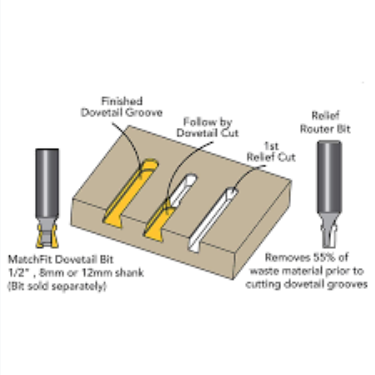 Finished
Dovetail Groove
Follow by
Dovetail Cut
1st
Relief Cut
Relief
Router Bit
MatchFit Dovetail Bit
1/2" , 8mm or 12mm shank
(Bit sold separately)
Removes 55% of
waste material prior to
cutting dovetail grooves